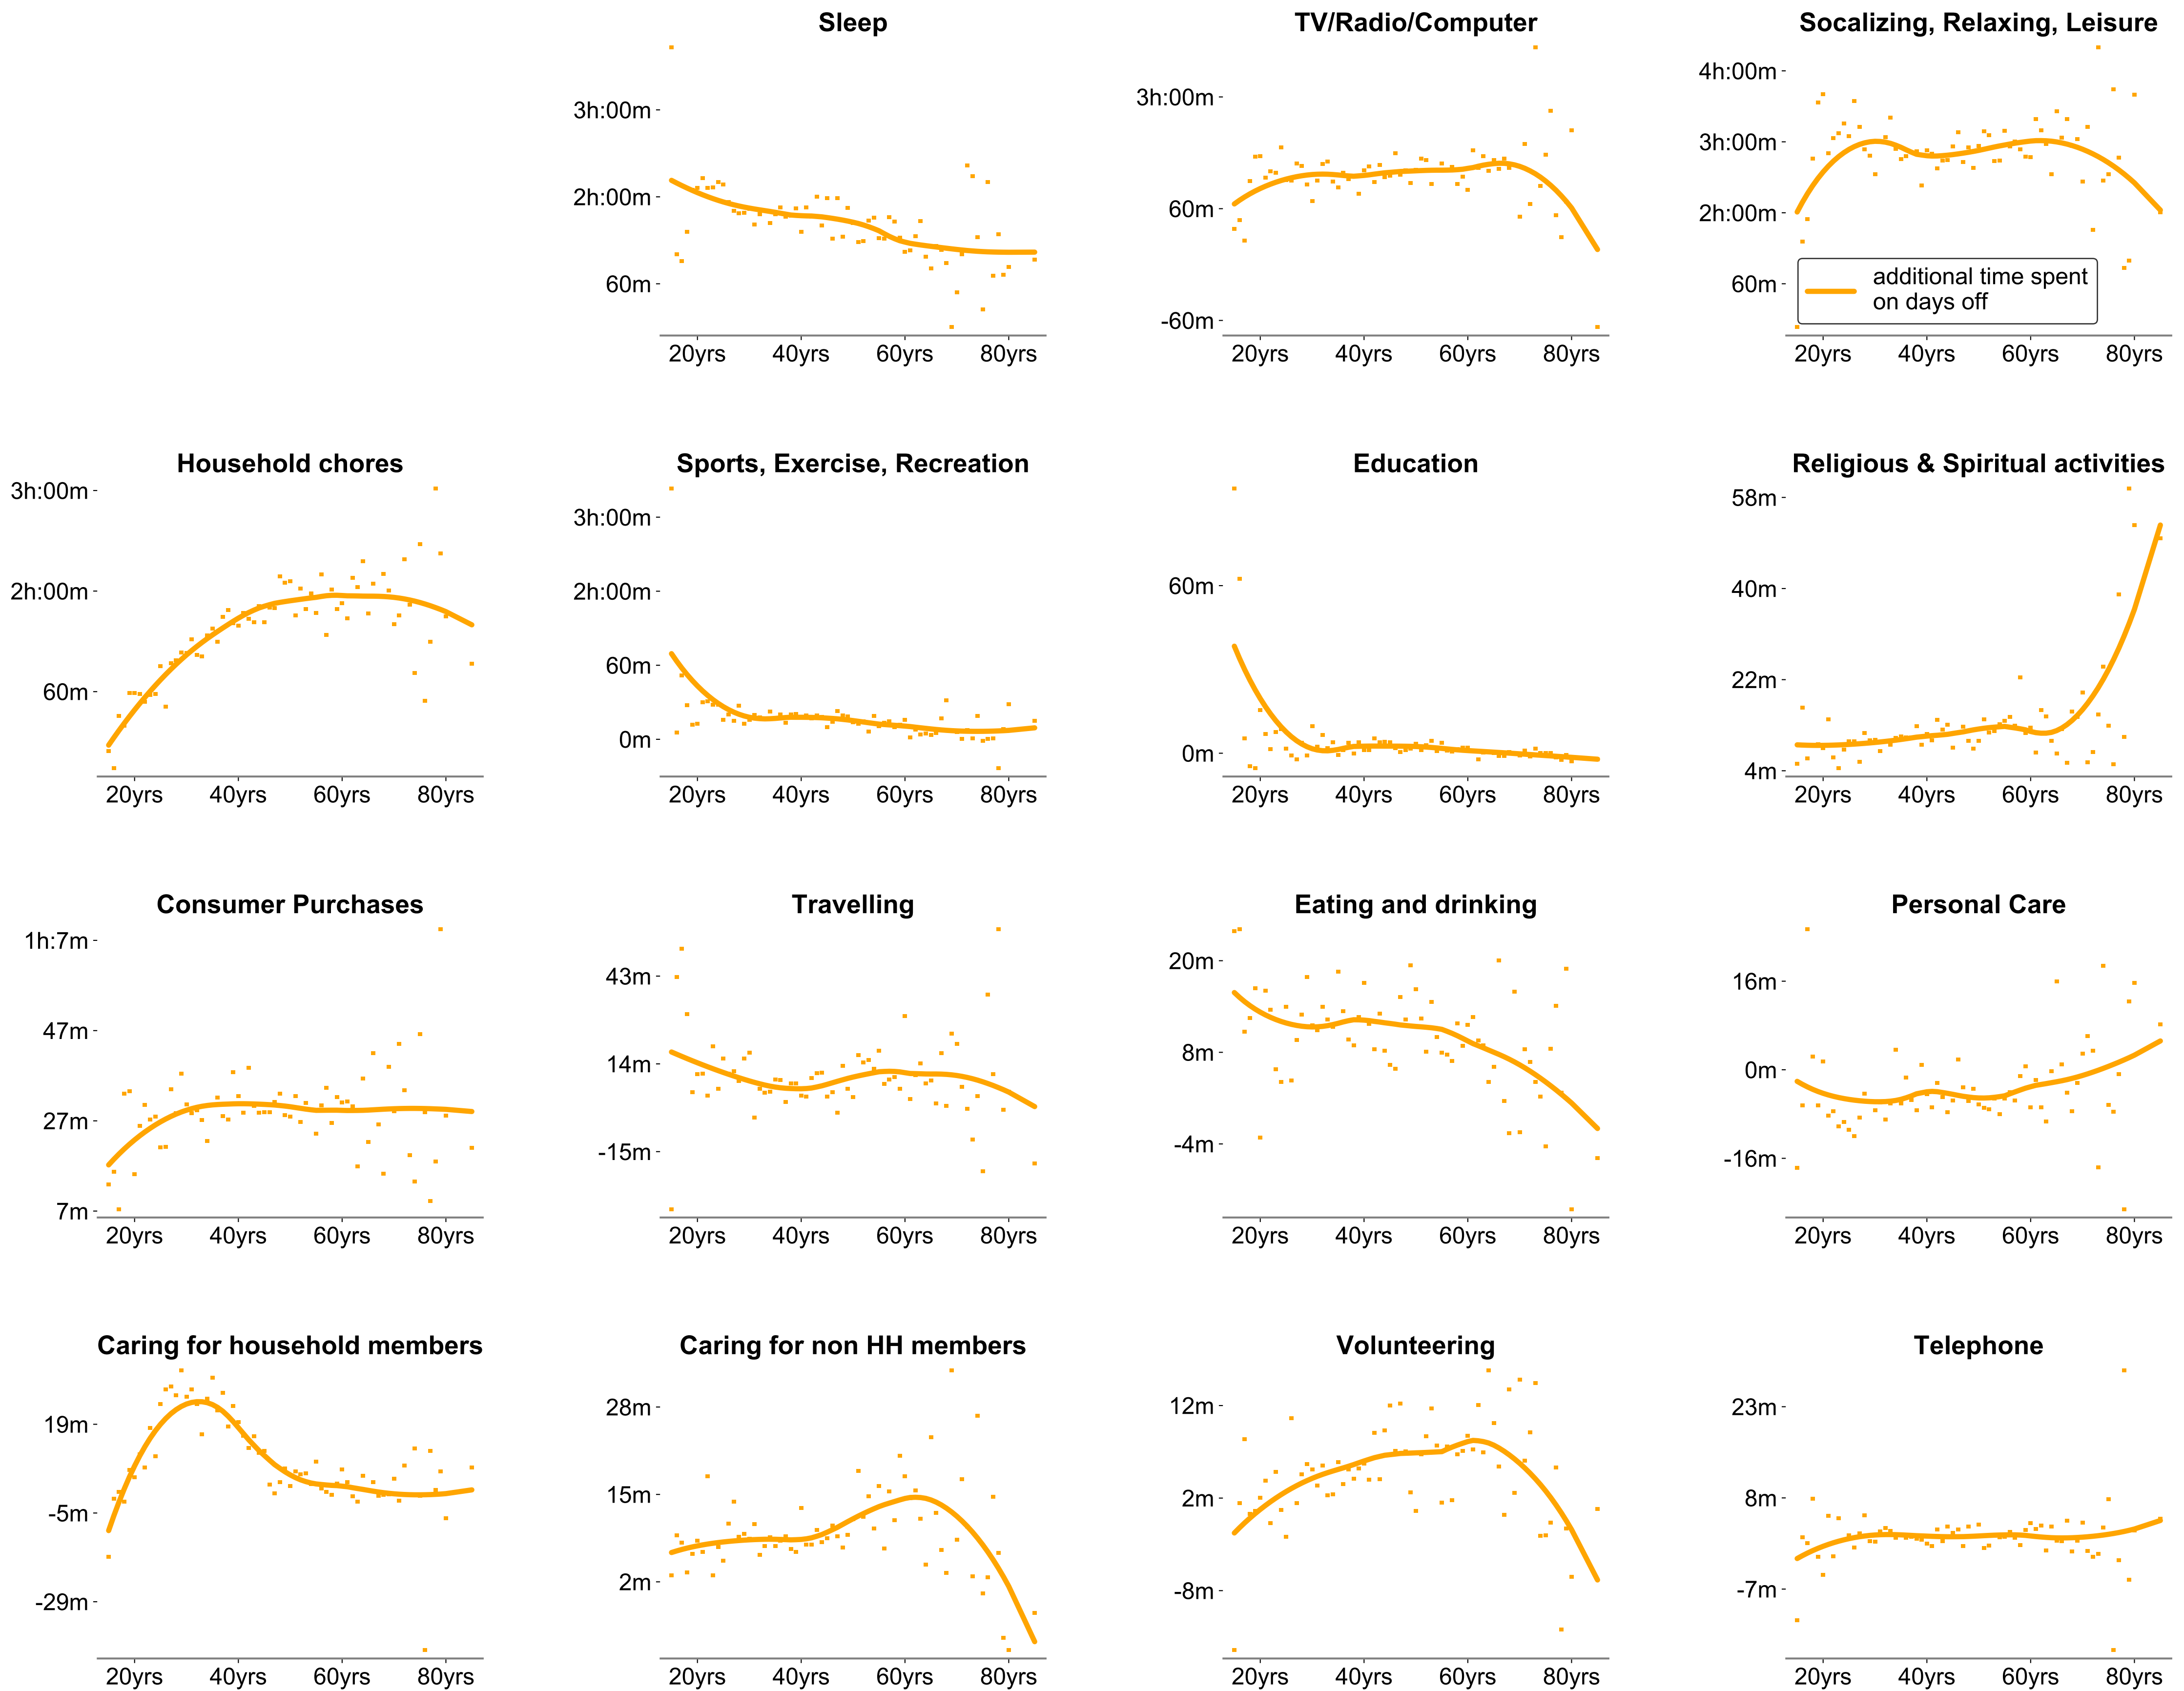 Sleep
3h:00m
2h:00m
60m
20yrs 40yrs 60yrs 80yrs
TV/Radio/Computer
3h:00m
60m
-60m
20yrs 40yrs 60yrs 80yrs
Socalizing, Relaxing, Leisure
4h:00m
3h:00m
2h:00m
60m
additional time spent
on days off
20yrs 40yrs 60yrs 80yrs
Household chores
3h:00m
2h:00m
60m
20yrs 40yrs 60yrs 80yrs
Sports, Exercise, Recreation
3h:00m
2h:00m
60m
0m
20yrs 40yrs 60yrs 80yrs
Education
60m
0m
20yrs 40yrs 60yrs 80yrs
Religious & Spiritual activities
58m
40m
22m
4m
20yrs 40yrs 60yrs 80yrs
Consumer Purchases
1h:7m
47m
27m
7m
20yrs 40yrs 60yrs 80yrs
Travelling
43m
14m
-15m
20yrs 40yrs 60yrs 80yrs
Eating and drinking
20m
8m
-4m
20yrs 40yrs 60yrs 80yrs
Personal Care
16m
0m
-16m
20yrs 40yrs 60yrs 80yrs
Caring for household members
19m
-5m
-29m
20yrs 40yrs 60yrs 80yrs
Caring for non HH members
28m
15m
2m
20yrs 40yrs 60yrs 80yrs
Volunteering
12m
2m
-8m
20yrs 40yrs 60yrs 80yrs
Telephone
23m
8m
-7m
20yrs 40yrs 60yrs 80yrs